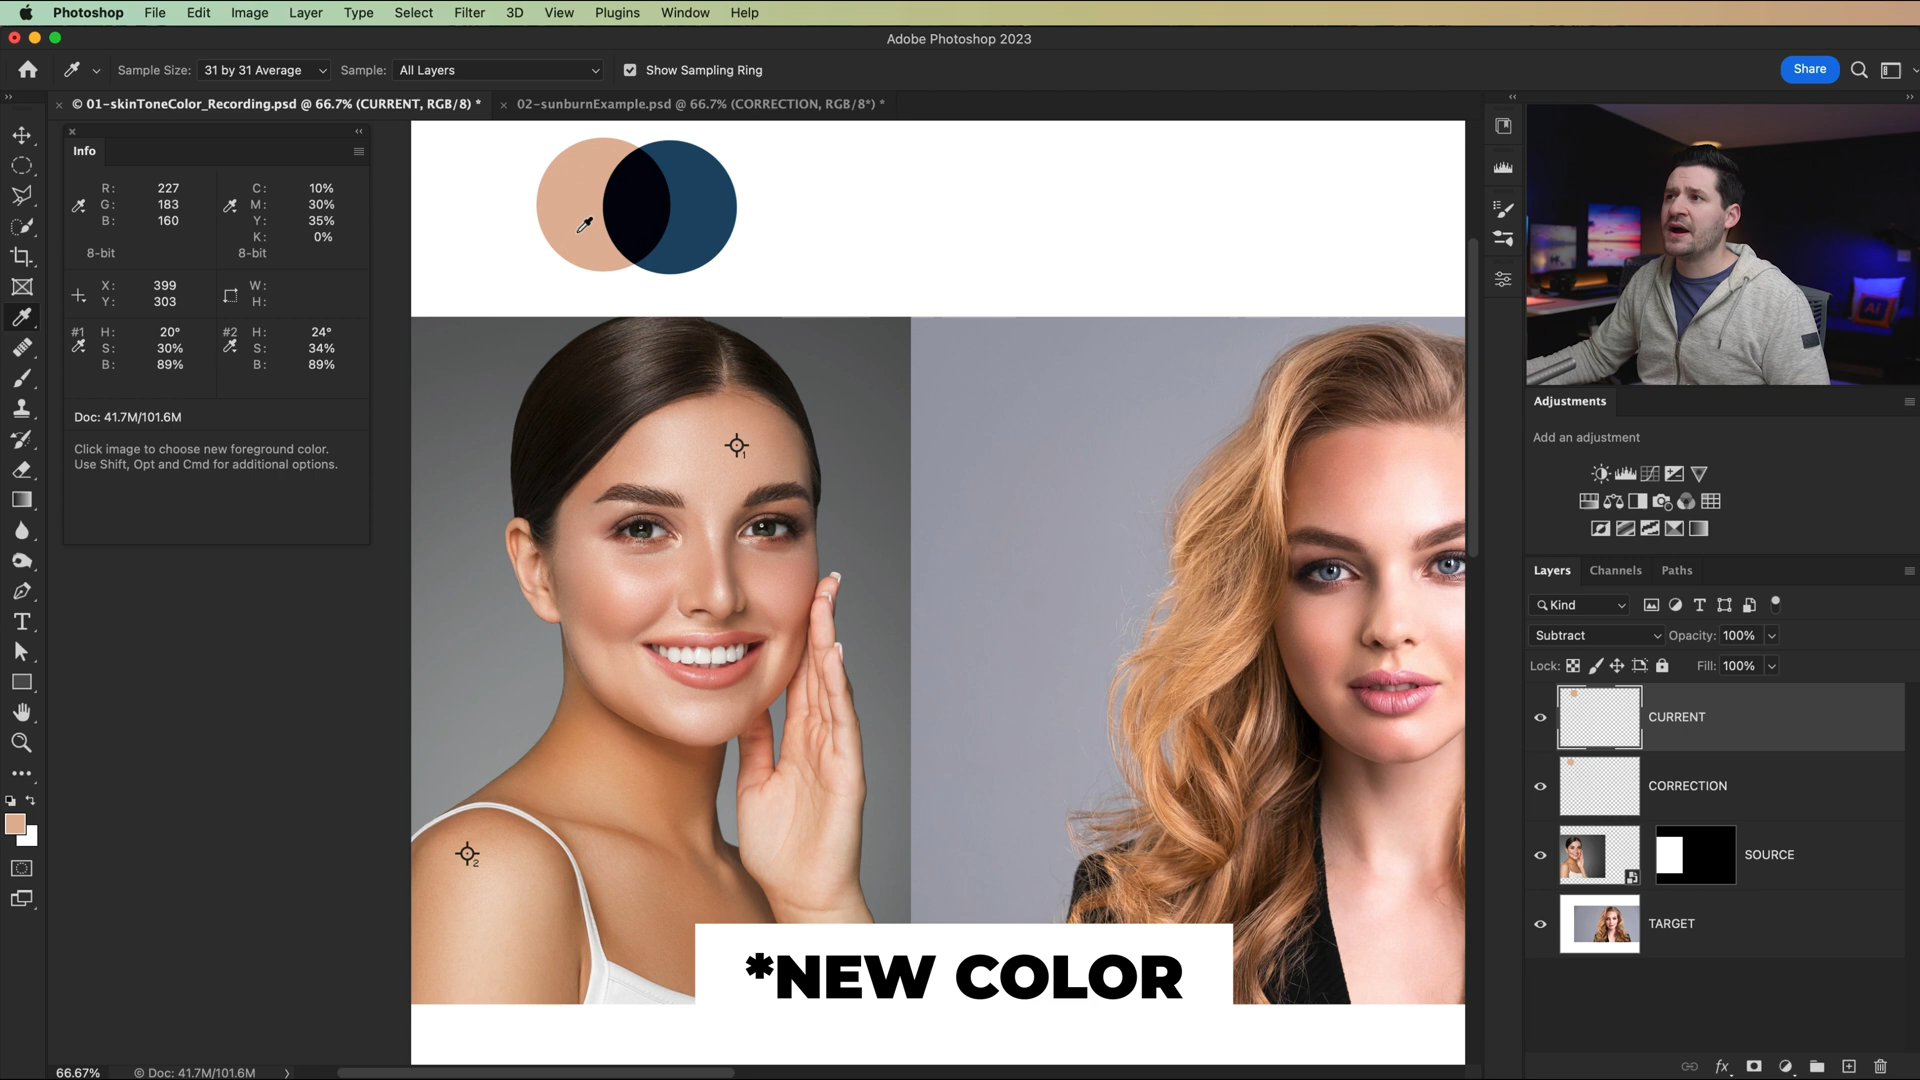 Photoshop File Edit Image Layer Type Select Filter 3D View Plugins Window Help
Adobe Photoshop 2023
Sample Size: 31 by 31 Average Sample: All Layers Show Sampling Ring Share
© 01-skinToneColor_Recording.psd @ 66.7% (CURRENT, RGB/8) * 02-sunburnExample.psd @ 66.7% (CORRECTION, RGB/8*) *
Info
R: 227 C: 10%
G: 183 M: 30%
B: 160 Y: 35%
K: 0%
8-bit 8-bit
X: 399 W:
Y: 303 H:
#1 H: 20° #2 H: 24°
S: 30% S: 34%
B: 89% B: 89%
Doc: 41.7M/101.6M
Click image to choose new foreground color.
Use Shift, Opt and Cmd for additional options.
1
2
*NEW COLOR
Ai
Adjustments
Add an adjustment
Layers Channels Paths
Kind
Subtract Opacity: 100%
Lock: Fill: 100%
CURRENT
CORRECTION
SOURCE
TARGET
fx
66.67% © Doc: 41.7M/101.6M